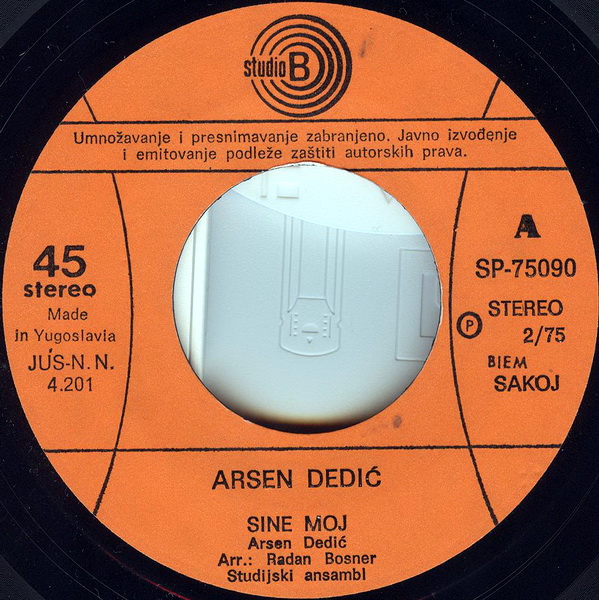 studio B
Umnožavanje i presnimavanje zabranjeno. Javno izvođenje
i emitovanje podleže zaštiti autorskih prava.
45
stereo
Made
in Yugoslavia
JUS-N.N.
4.201
A
SP-75090
STEREO
℗ 2/75
BIEM
SAKOJ
ARSEN DEDIĆ
SINE MOJ
Arsen Dedić
Arr.: Radan Bosner
Studijski ansambl